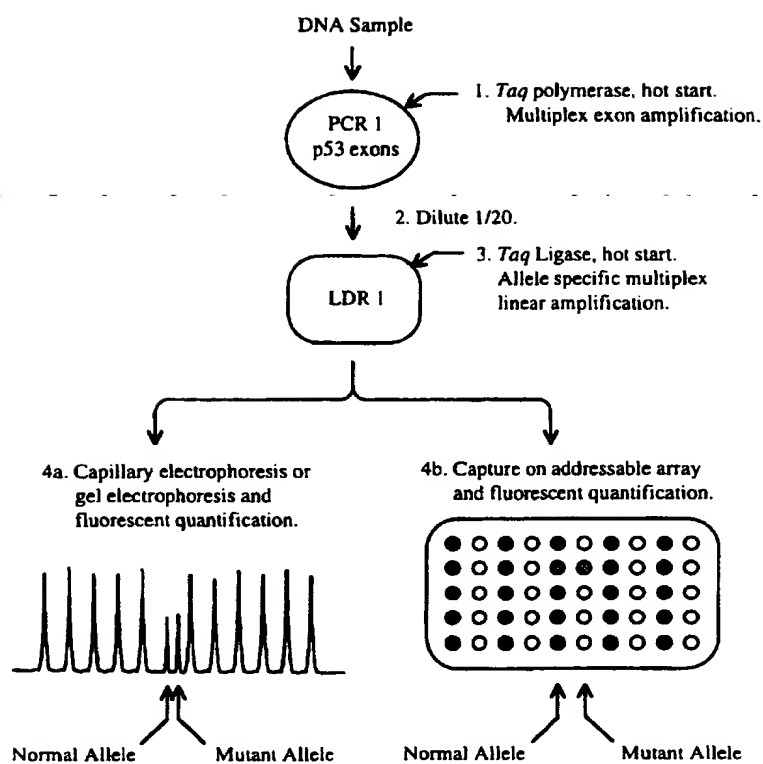 DNA Sample
1. Taq polymerase, hot start.
Multiplex exon amplification.
PCR 1
p53 exons
2. Dilute 1/20.
3. Taq Ligase, hot start.
Allele specific multiplex
linear amplification.
LDR 1
4a. Capillary electrophoresis or
gel electrophoresis and
fluorescent quantification.
4b. Capture on addressable array
and fluorescent quantification.
Normal Allele
Mutant Allele
Normal Allele
Mutant Allele